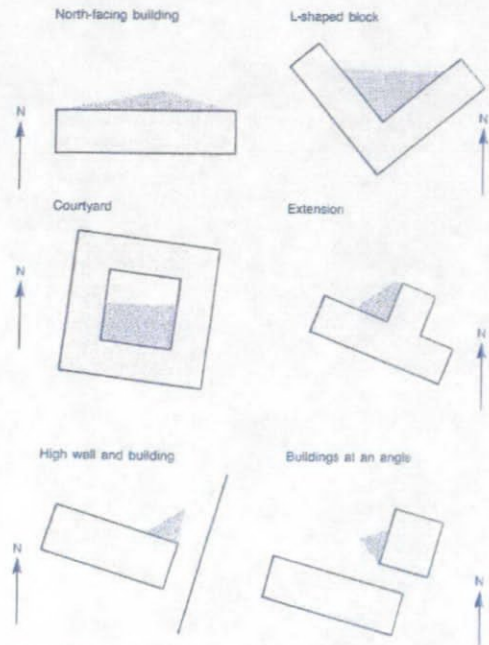 North-facing building
L-shaped block
N
N
Courtyard
Extension
N
N
High wall and building
Buildings at an angle
N
N